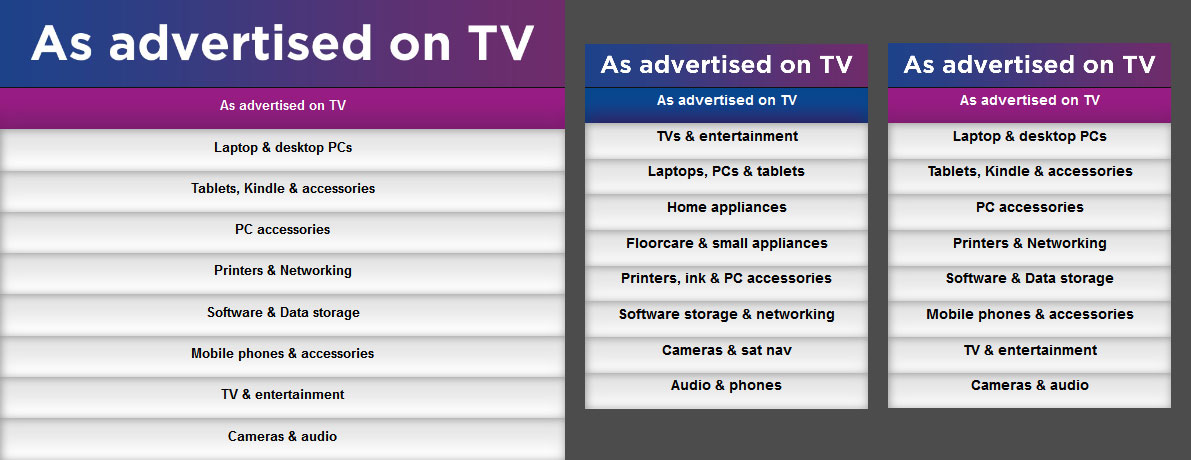 As advertised on TV
As advertised on TV
Laptop & desktop PCs
Tablets, Kindle & accessories
PC accessories
Printers & Networking
Software & Data storage
Mobile phones & accessories
TV & entertainment
Cameras & audio
As advertised on TV
As advertised on TV
TVs & entertainment
Laptops, PCs & tablets
Home appliances
Floorcare & small appliances
Printers, ink & PC accessories
Software storage & networking
Cameras & sat nav
Audio & phones
As advertised on TV
As advertised on TV
Laptop & desktop PCs
Tablets, Kindle & accessories
PC accessories
Printers & Networking
Software & Data storage
Mobile phones & accessories
TV & entertainment
Cameras & audio